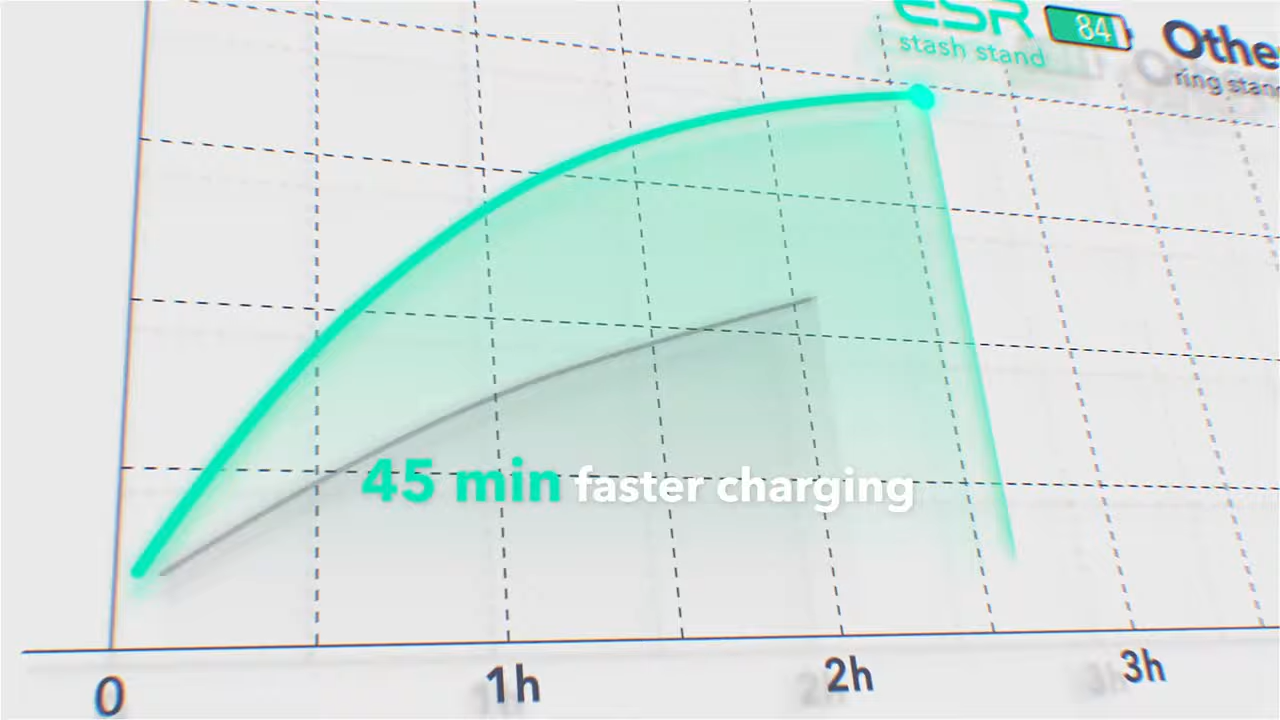 ESR
stash stand
84
Othe
ring stan
45 min faster charging
0
1h
2h
3h